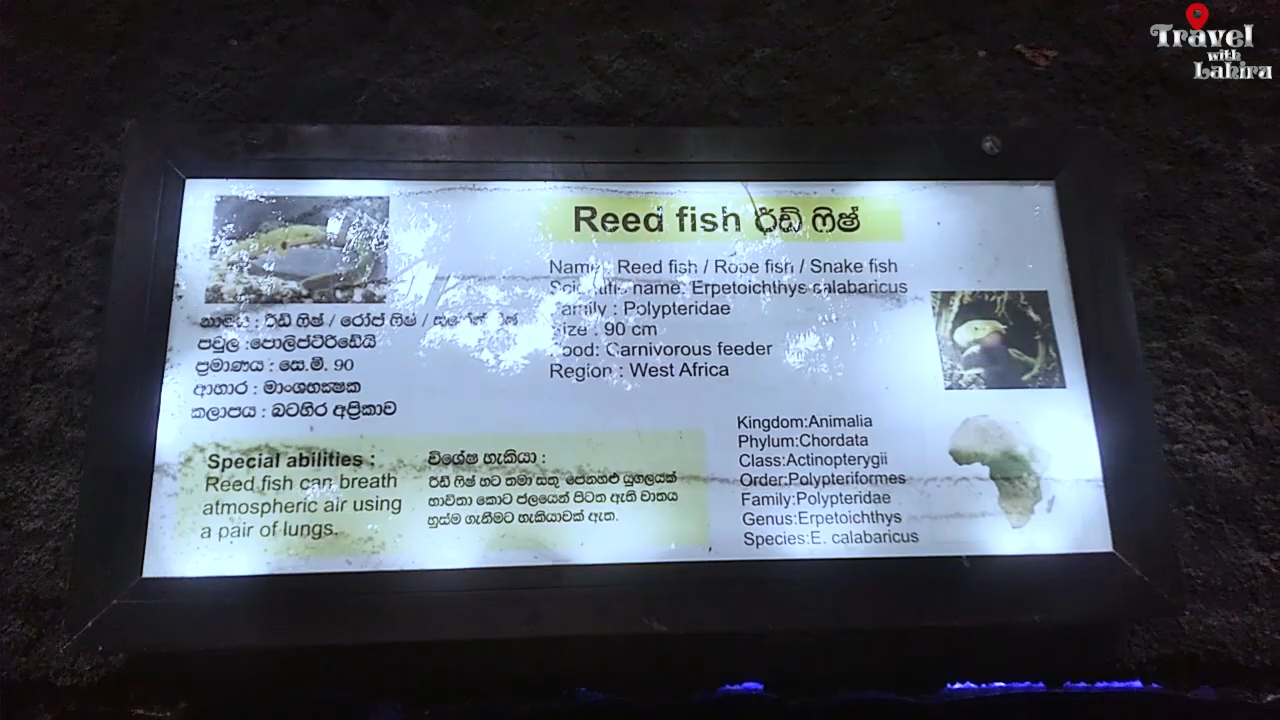 Travel
with
Lahiru
Reed fish රීඩ් ෆිෂ්
Name : Reed fish / Rope fish / Snake fish
Scientific name: Erpetoichthys calabaricus
Family : Polypteridae
Size : 90 cm
Food: Carnivorous feeder
Region : West Africa
නාමය : රීඩ් ෆිෂ් / රෝප් ෆිෂ් /
පවුල :පොලිප්ටිරිඩේයි
ප්‍රමාණය : සෙ.මී. 90
ආහාර : මාංශභක්ෂක
කලාපය : බටහිර අප්‍රිකාව
Special abilities :
Reed fish can breath
atmospheric air using
a pair of lungs.
විශේෂ හැකියා :
රීඩ් ෆිෂ් හට තමා සතු පෙනහළු යුගලයක්
භාවිතා කොට ජලයෙන් පිටත ඇති වාතය
හුස්ම ගැනීමට හැකියාවක් ඇත.
Kingdom:Animalia
Phylum:Chordata
Class:Actinopterygii
Order:Polypteriformes
Family:Polypteridae
Genus:Erpetoichthys
Species:E. calabaricus